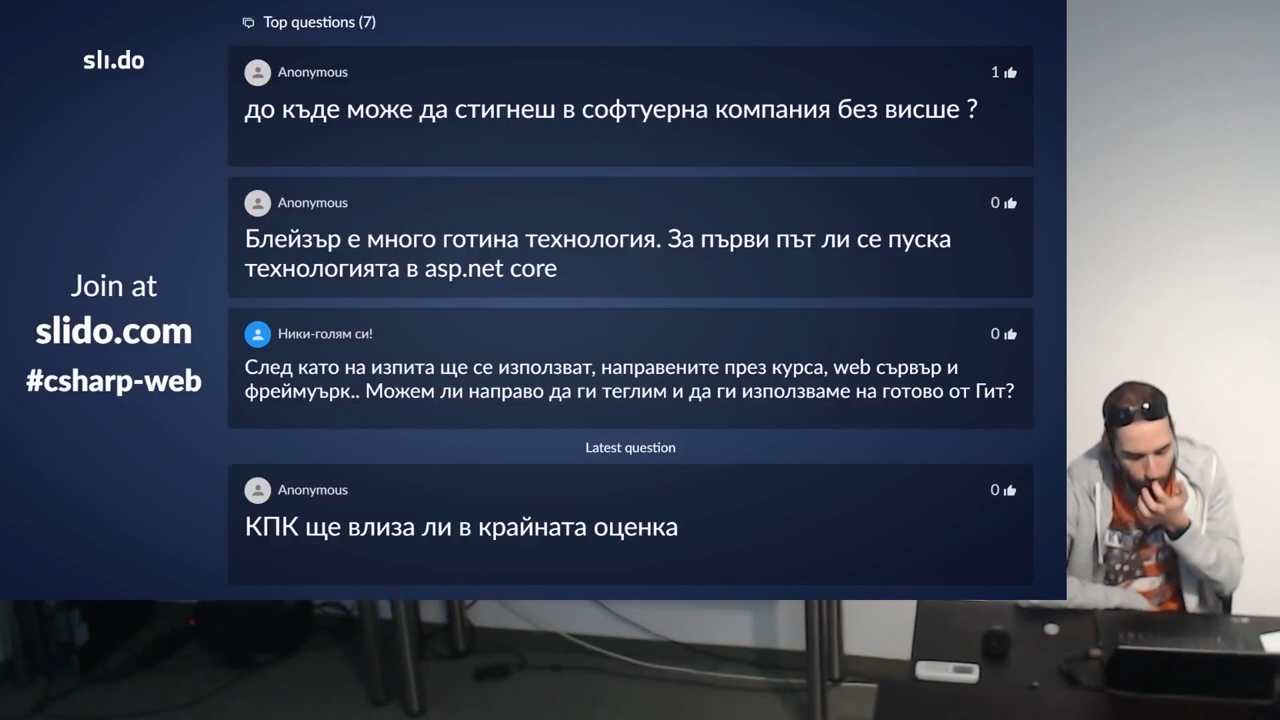 Top questions (7)
sli.do
Anonymous
1
до къде може да стигнеш в софтуерна компания без висше ?
Anonymous
0
Блейзър е много готина технология. За първи път ли се пуска
технологията в asp.net core
Join at
slido.com
#csharp-web
Ники-голям си!
0
След като на изпита ще се използват, направените през курса, web сървър и
фреймуърк.. Можем ли направо да ги теглим и да ги използваме на готово от Гит?
Latest question
Anonymous
0
КПК ще влиза ли в крайната оценка